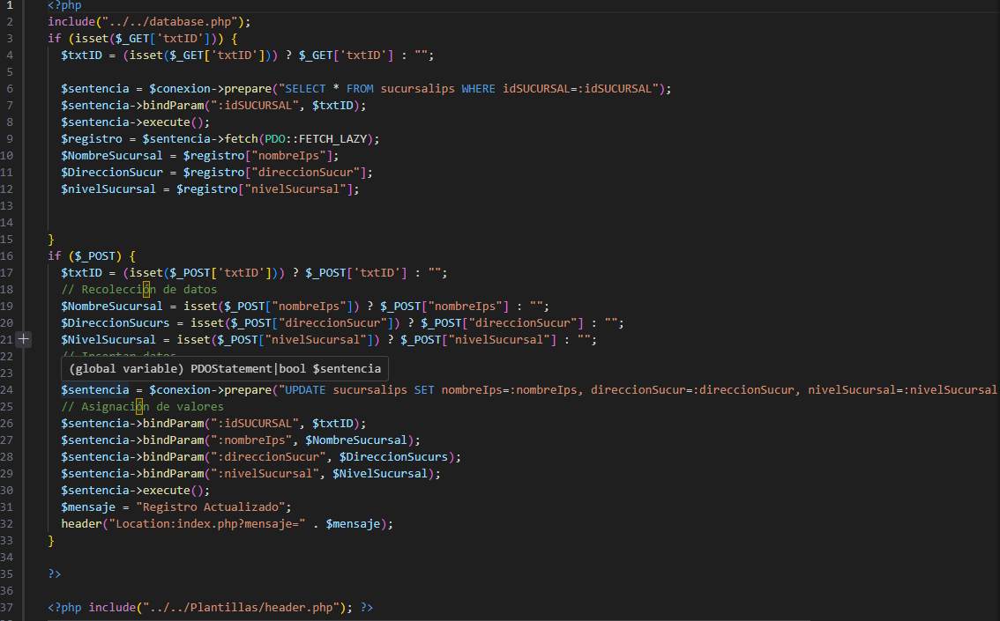 1 <?php
2 include("../../database.php");
3 if (isset($_GET['txtID'])) {
4 $txtID = (isset($_GET['txtID'])) ? $_GET['txtID'] : "";
5
6 $sentencia = $conexion->prepare("SELECT * FROM sucursalips WHERE idSUCURSAL=:idSUCURSAL");
7 $sentencia->bindParam(":idSUCURSAL", $txtID);
8 $sentencia->execute();
9 $registro = $sentencia->fetch(PDO::FETCH_LAZY);
10 $NombreSucursal = $registro["nombreIps"];
11 $DireccionSucur = $registro["direccionSucur"];
12 $nivelSucursal = $registro["nivelSucursal"];
13
14
15 }
16 if ($_POST) {
17 $txtID = (isset($_POST['txtID'])) ? $_POST['txtID'] : "";
18 // Recolección de datos
19 $NombreSucursal = isset($_POST["nombreIps"]) ? $_POST["nombreIps"] : "";
20 $DireccionSucurs = isset($_POST["direccionSucur"]) ? $_POST["direccionSucur"] : "";
21 $NivelSucursal = isset($_POST["nivelSucursal"]) ? $_POST["nivelSucursal"] : "";
22 // Insertar datos
23 (global variable) PDOStatement|bool $sentencia
24 $sentencia = $conexion->prepare("UPDATE sucursalips SET nombreIps=:nombreIps, direccionSucur=:direccionSucur, nivelSucursal=:nivelSucursal
25 // Asignación de valores
26 $sentencia->bindParam(":idSUCURSAL", $txtID);
27 $sentencia->bindParam(":nombreIps", $NombreSucursal);
28 $sentencia->bindParam(":direccionSucur", $DireccionSucurs);
29 $sentencia->bindParam(":nivelSucursal", $NivelSucursal);
30 $sentencia->execute();
31 $mensaje = "Registro Actualizado";
32 header("Location:index.php?mensaje=" . $mensaje);
33 }
34
35 ?>
36
37 <?php include("../../Plantillas/header.php"); ?>